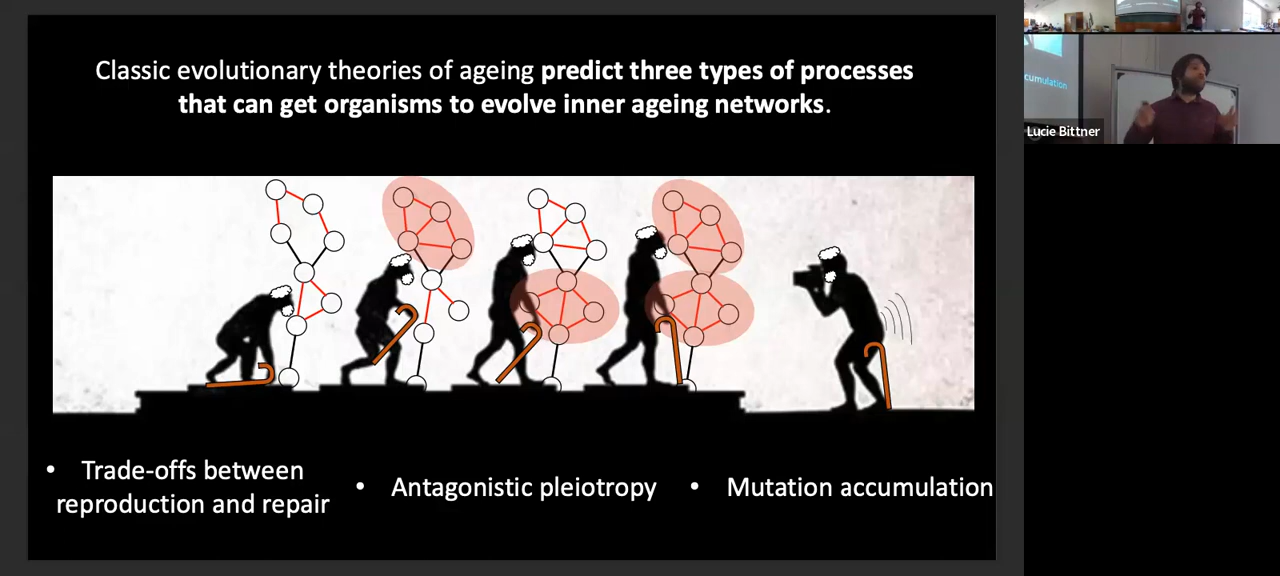 Classic evolutionary theories of ageing predict three types of processes
that can get organisms to evolve inner ageing networks.
• Trade-offs between
reproduction and repair
• Antagonistic pleiotropy
• Mutation accumulation
cumulation
Lucie Bittner